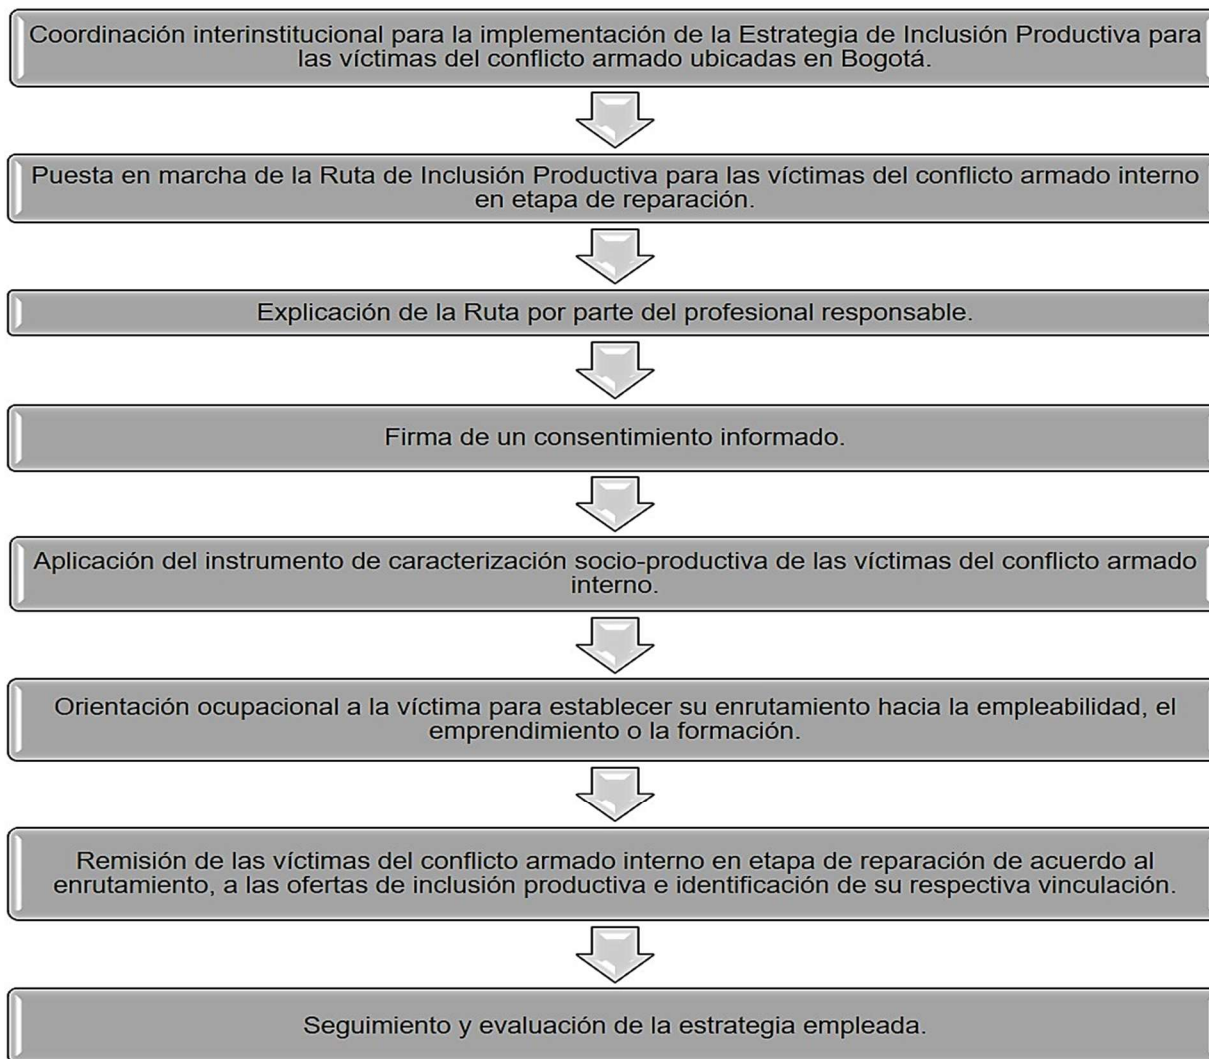 Coordinación interinstitucional para la implementación de la Estrategia de Inclusión Productiva para
las víctimas del conflicto armado ubicadas en Bogotá.
Puesta en marcha de la Ruta de Inclusión Productiva para las víctimas del conflicto armado interno
en etapa de reparación.
Explicación de la Ruta por parte del profesional responsable.
Firma de un consentimiento informado.
Aplicación del instrumento de caracterización socio-productiva de las víctimas del conflicto armado
interno.
Orientación ocupacional a la víctima para establecer su enrutamiento hacia la empleabilidad, el
emprendimiento o la formación.
Remisión de las víctimas del conflicto armado interno en etapa de reparación de acuerdo al
enrutamiento, a las ofertas de inclusión productiva e identificación de su respectiva vinculación.
Seguimiento y evaluación de la estrategia empleada.